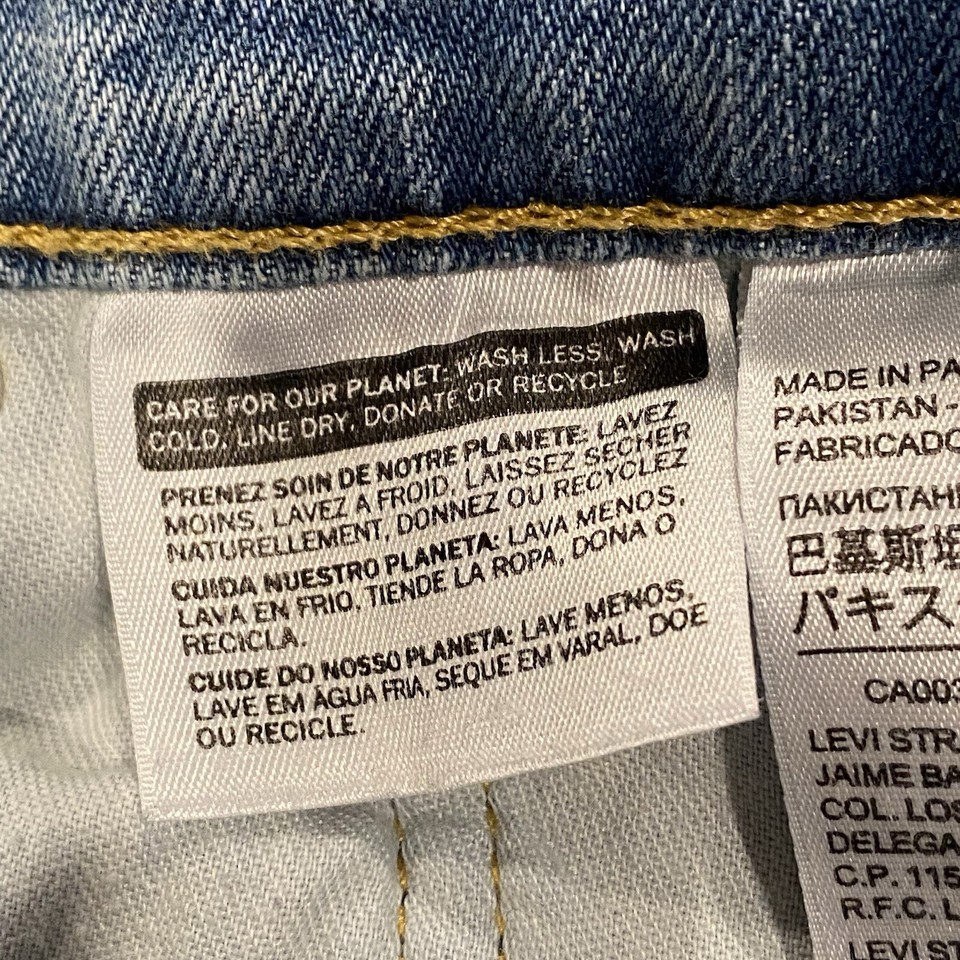 CARE FOR OUR PLANET: WASH LESS, WASH
COLD, LINE DRY, DONATE OR RECYCLE
PRENEZ SOIN DE NOTRE PLANETE: LAVEZ
MOINS, LAVEZ A FROID, LAISSEZ SECHER
NATURELLEMENT, DONNEZ OU RECYCLEZ
CUIDA NUESTRO PLANETA: LAVA MENOS,
LAVA EN FRIO, TIENDE LA ROPA, DONA O
RECICLA.
CUIDE DO NOSSO PLANETA: LAVE MENOS,
LAVE EM ÁGUA FRIA, SEQUE EM VARAL, DOE
OU RECICLE.
MADE IN PA
PAKISTAN -
FABRICADO
ПАКИСТАН
巴基斯坦
パキス
CA003
LEVI STR
JAIME BA
COL. LOS
DELEGA
C.P. 115
R.F.C. L
LEVI ST